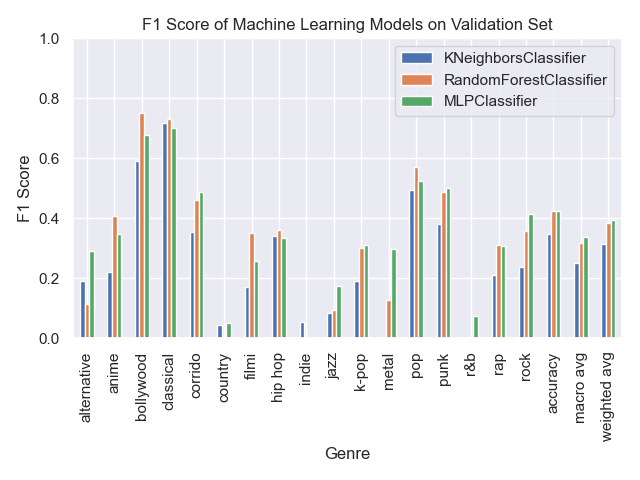 F1 Score of Machine Learning Models on Validation Set
1.0
0.8
0.6
0.4
0.2
0.0
F1 Score
KNeighborsClassifier
RandomForestClassifier
MLPClassifier
alternative
anime
bollywood
classical
corrido
country
filmi
hip hop
indie
jazz
k-pop
metal
pop
punk
r&b
rap
rock
accuracy
macro avg
weighted avg
Genre